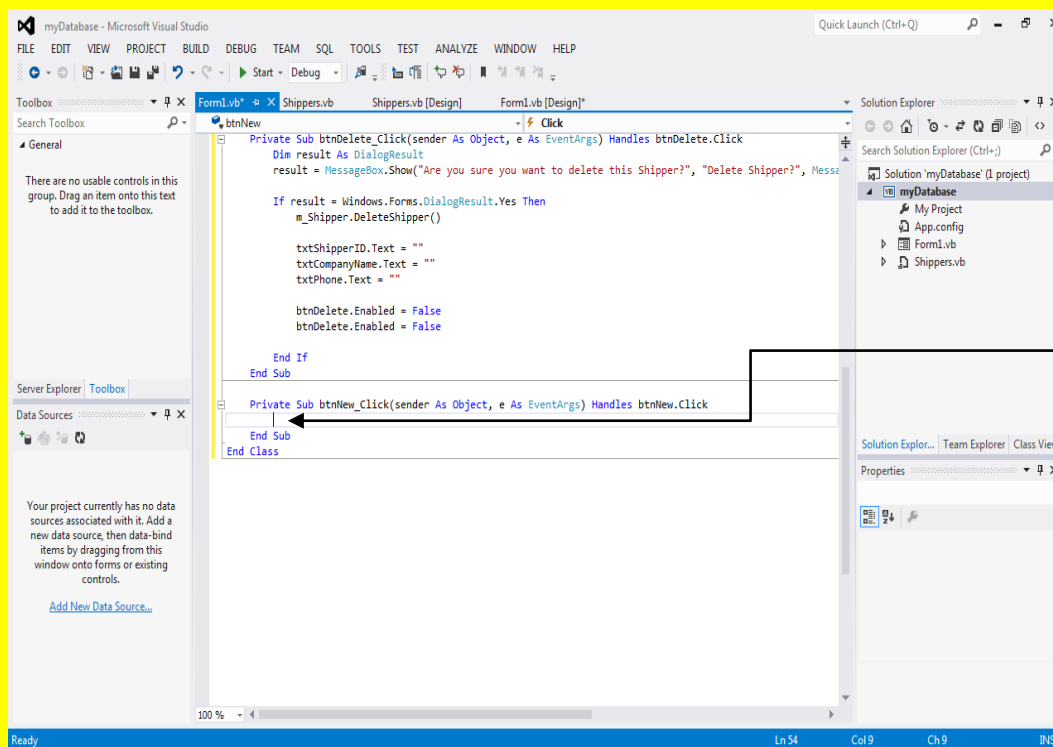 myDatabase - Microsoft Visual Studio
Quick Launch (Ctrl+Q)
FILE EDIT VIEW PROJECT BUILD DEBUG TEAM SQL TOOLS TEST ANALYZE WINDOW HELP
Start
Debug
Toolbox
Search Toolbox
General
There are no usable controls in this
group. Drag an item onto this text
to add it to the toolbox.
Server Explorer Toolbox
Data Sources
Your project currently has no data
sources associated with it. Add a
new data source, then data-bind
items by dragging from this
window onto forms or existing
controls.
Add New Data Source...
Form1.vb* Shippers.vb Shippers.vb [Design] Form1.vb [Design]*
btnNew Click
Private Sub btnDelete_Click(sender As Object, e As EventArgs) Handles btnDelete.Click
Dim result As DialogResult
result = MessageBox.Show("Are you sure you want to delete this Shipper?", "Delete Shipper?", Messa
If result = Windows.Forms.DialogResult.Yes Then
m_Shipper.DeleteShipper()
txtShipperID.Text = ""
txtCompanyName.Text = ""
txtPhone.Text = ""
btnDelete.Enabled = False
btnDelete.Enabled = False
End If
End Sub
Private Sub btnNew_Click(sender As Object, e As EventArgs) Handles btnNew.Click
End Sub
End Class
100 %
Solution Explorer
Search Solution Explorer (Ctrl+;)
Solution 'myDatabase' (1 project)
VB myDatabase
My Project
App.config
Form1.vb
Shippers.vb
Solution Explor... Team Explorer Class Vie
Properties
Ready Ln 54 Col 9 Ch 9 INS